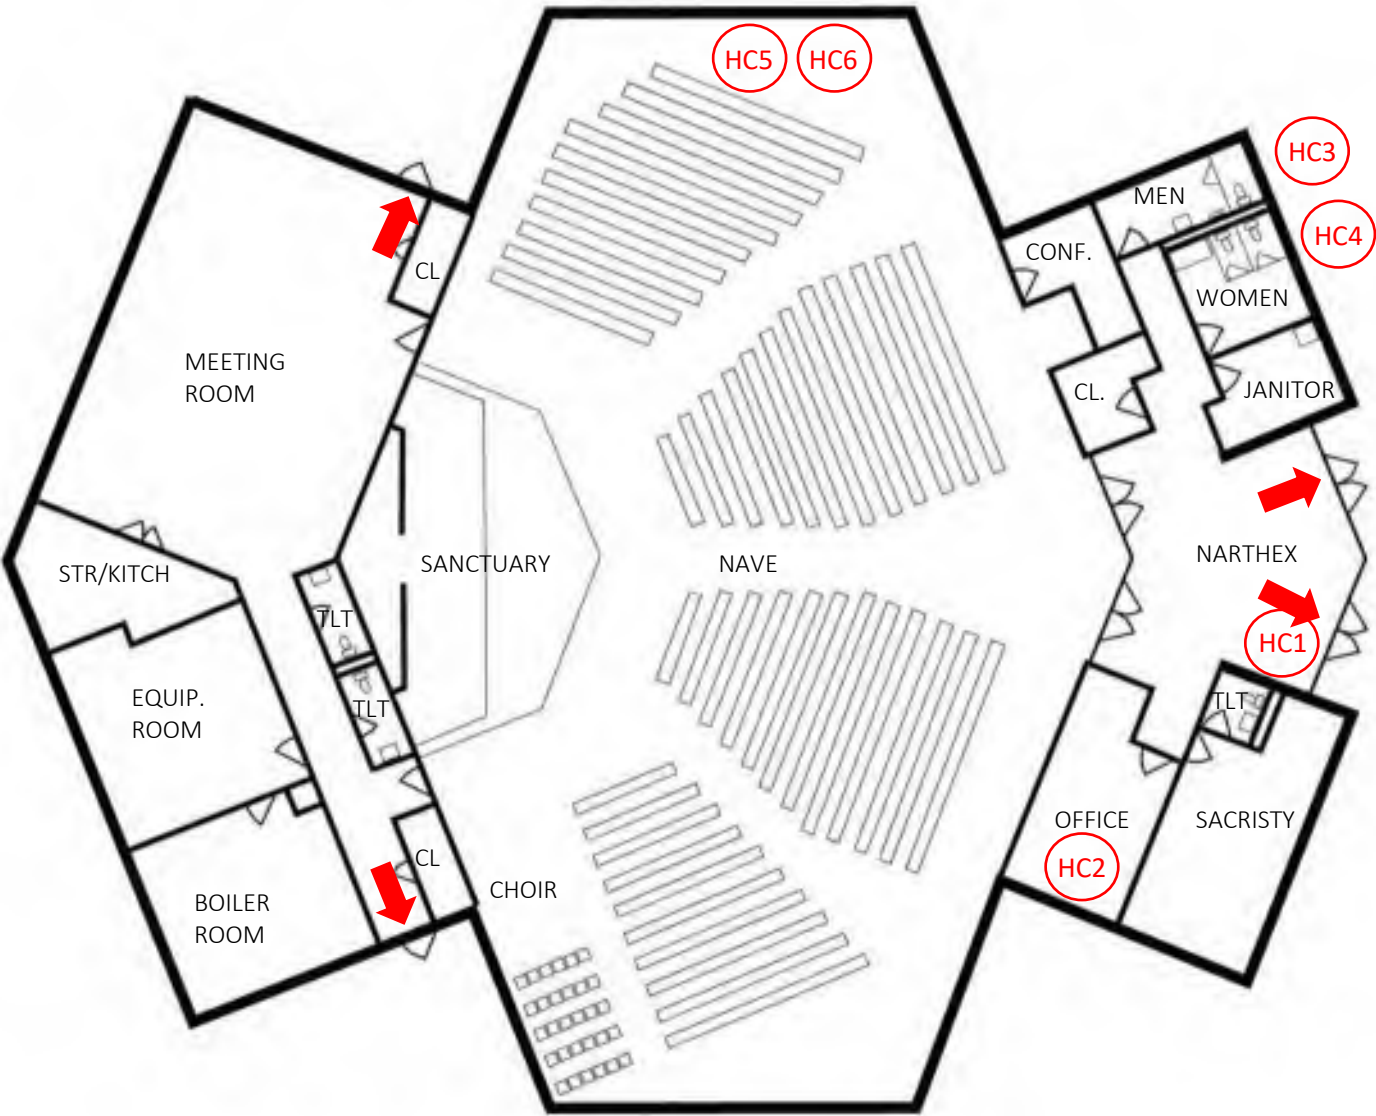 HC5 HC6
HC3
MEN
HC4
CONF.
CL
WOMEN
MEETING
ROOM
CL.
JANITOR
STR/KITCH
SANCTUARY
NAVE
NARTHEX
TLT
HC1
EQUIP.
ROOM
TLT
TLT
OFFICE
SACRISTY
CL
HC2
CHOIR
BOILER
ROOM